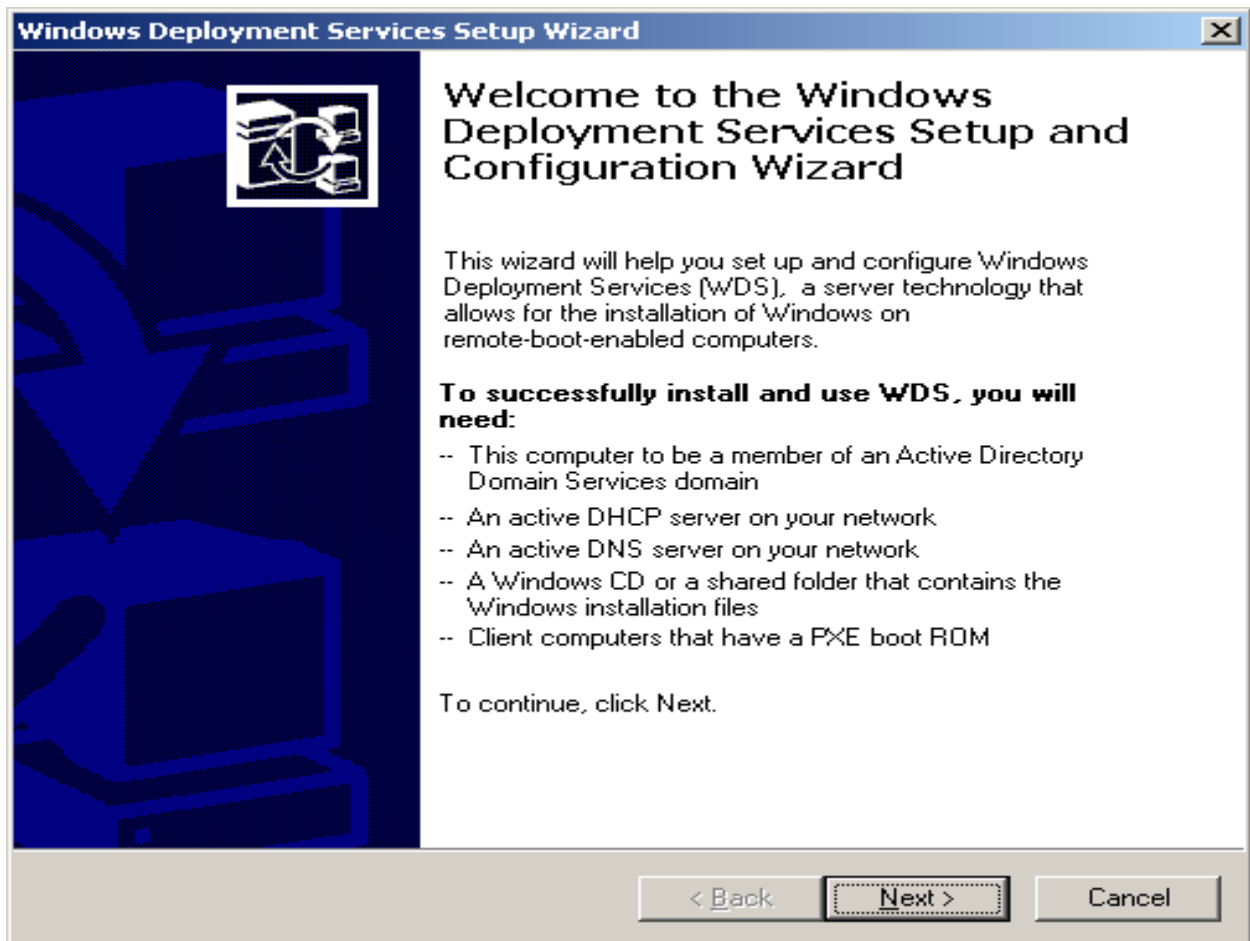 Windows Deployment Services Setup Wizard
Welcome to the Windows
Deployment Services Setup and
Configuration Wizard
This wizard will help you set up and configure Windows
Deployment Services (WDS),  a server technology that
allows for the installation of Windows on
remote-boot-enabled computers.
To successfully install and use WDS, you will
need:
-- This computer to be a member of an Active Directory
Domain Services domain
-- An active DHCP server on your network
-- An active DNS server on your network
-- A Windows CD or a shared folder that contains the
Windows installation files
-- Client computers that have a PXE boot ROM
To continue, click Next.
< Back Next > Cancel